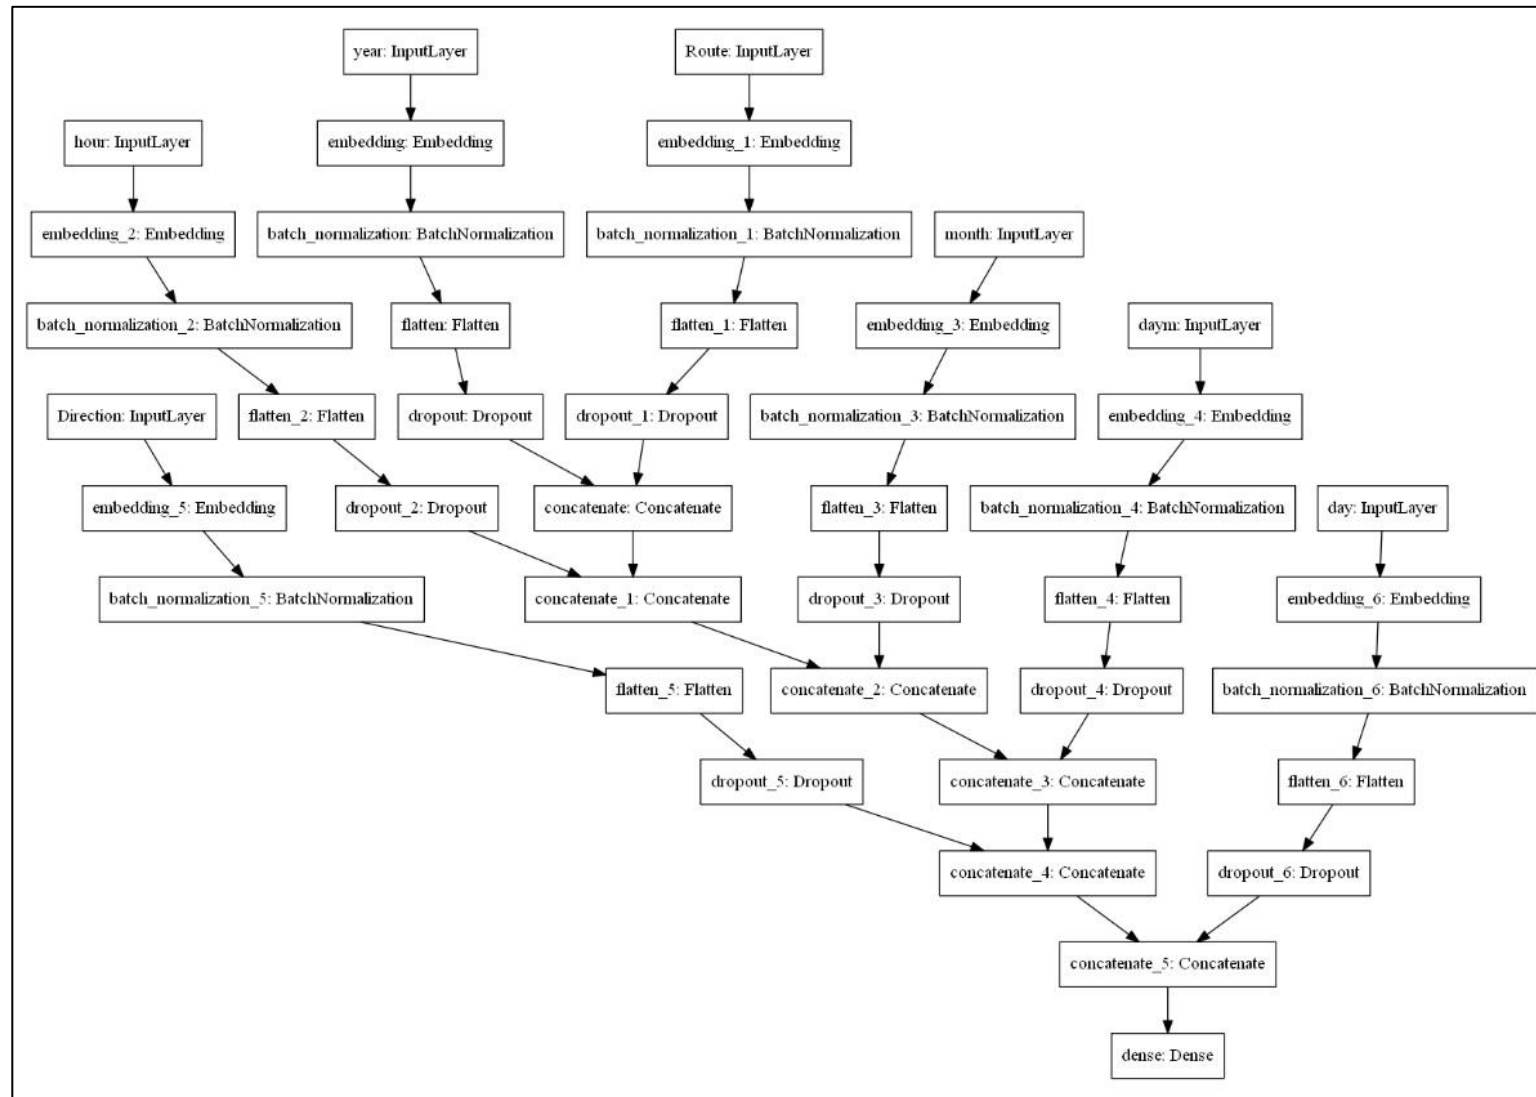 year: InputLayer
Route: InputLayer
hour: InputLayer
embedding: Embedding
embedding_1: Embedding
embedding_2: Embedding
batch_normalization: BatchNormalization
batch_normalization_1: BatchNormalization
month: InputLayer
batch_normalization_2: BatchNormalization
flatten: Flatten
flatten_1: Flatten
embedding_3: Embedding
daym: InputLayer
Direction: InputLayer
flatten_2: Flatten
dropout: Dropout
dropout_1: Dropout
batch_normalization_3: BatchNormalization
embedding_4: Embedding
embedding_5: Embedding
dropout_2: Dropout
concatenate: Concatenate
flatten_3: Flatten
batch_normalization_4: BatchNormalization
day: InputLayer
batch_normalization_5: BatchNormalization
concatenate_1: Concatenate
dropout_3: Dropout
flatten_4: Flatten
embedding_6: Embedding
flatten_5: Flatten
concatenate_2: Concatenate
dropout_4: Dropout
batch_normalization_6: BatchNormalization
dropout_5: Dropout
concatenate_3: Concatenate
flatten_6: Flatten
concatenate_4: Concatenate
dropout_6: Dropout
concatenate_5: Concatenate
dense: Dense